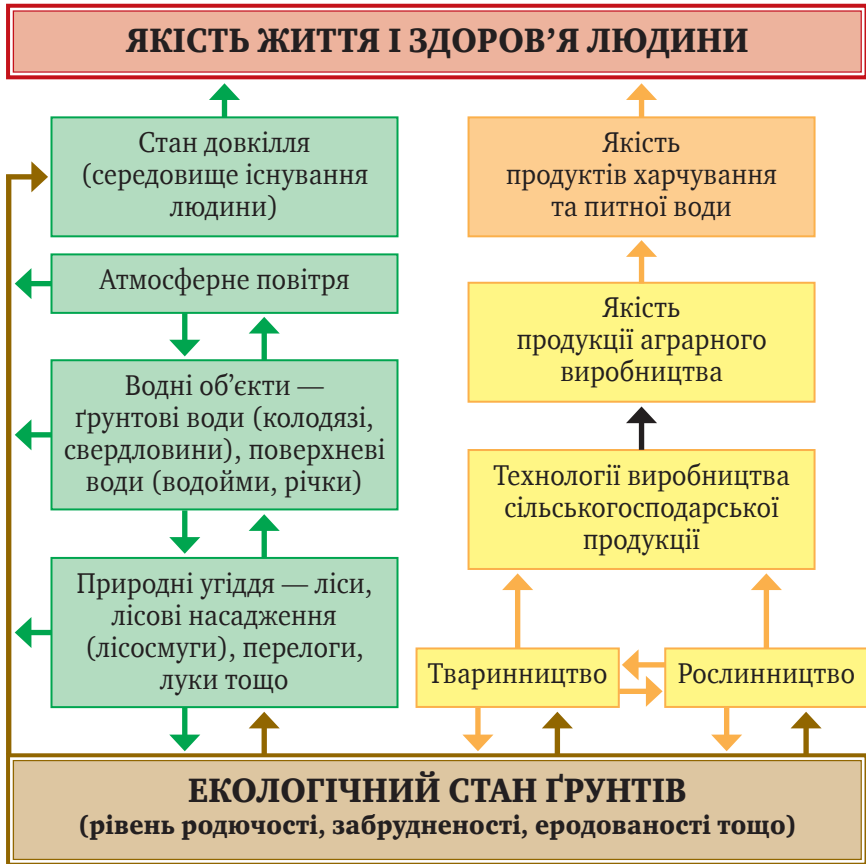 ЯКІСТЬ ЖИТТЯ І ЗДОРОВ’Я ЛЮДИНИ
Стан довкілля
(середовище існування
людини)
Атмосферне повітря
Водні об’єкти —
ґрунтові води (колодязі,
свердловини), поверхневі
води (водойми, річки)
Природні угіддя — ліси,
лісові насадження
(лісосмуги), перелоги,
луки тощо
Якість
продуктів харчування
та питної води
Якість
продукції аграрного
виробництва
Технології виробництва
сільськогосподарської
продукції
Тваринництво
Рослинництво
ЕКОЛОГІЧНИЙ СТАН ҐРУНТІВ
(рівень родючості, забрудненості, еродованості тощо)